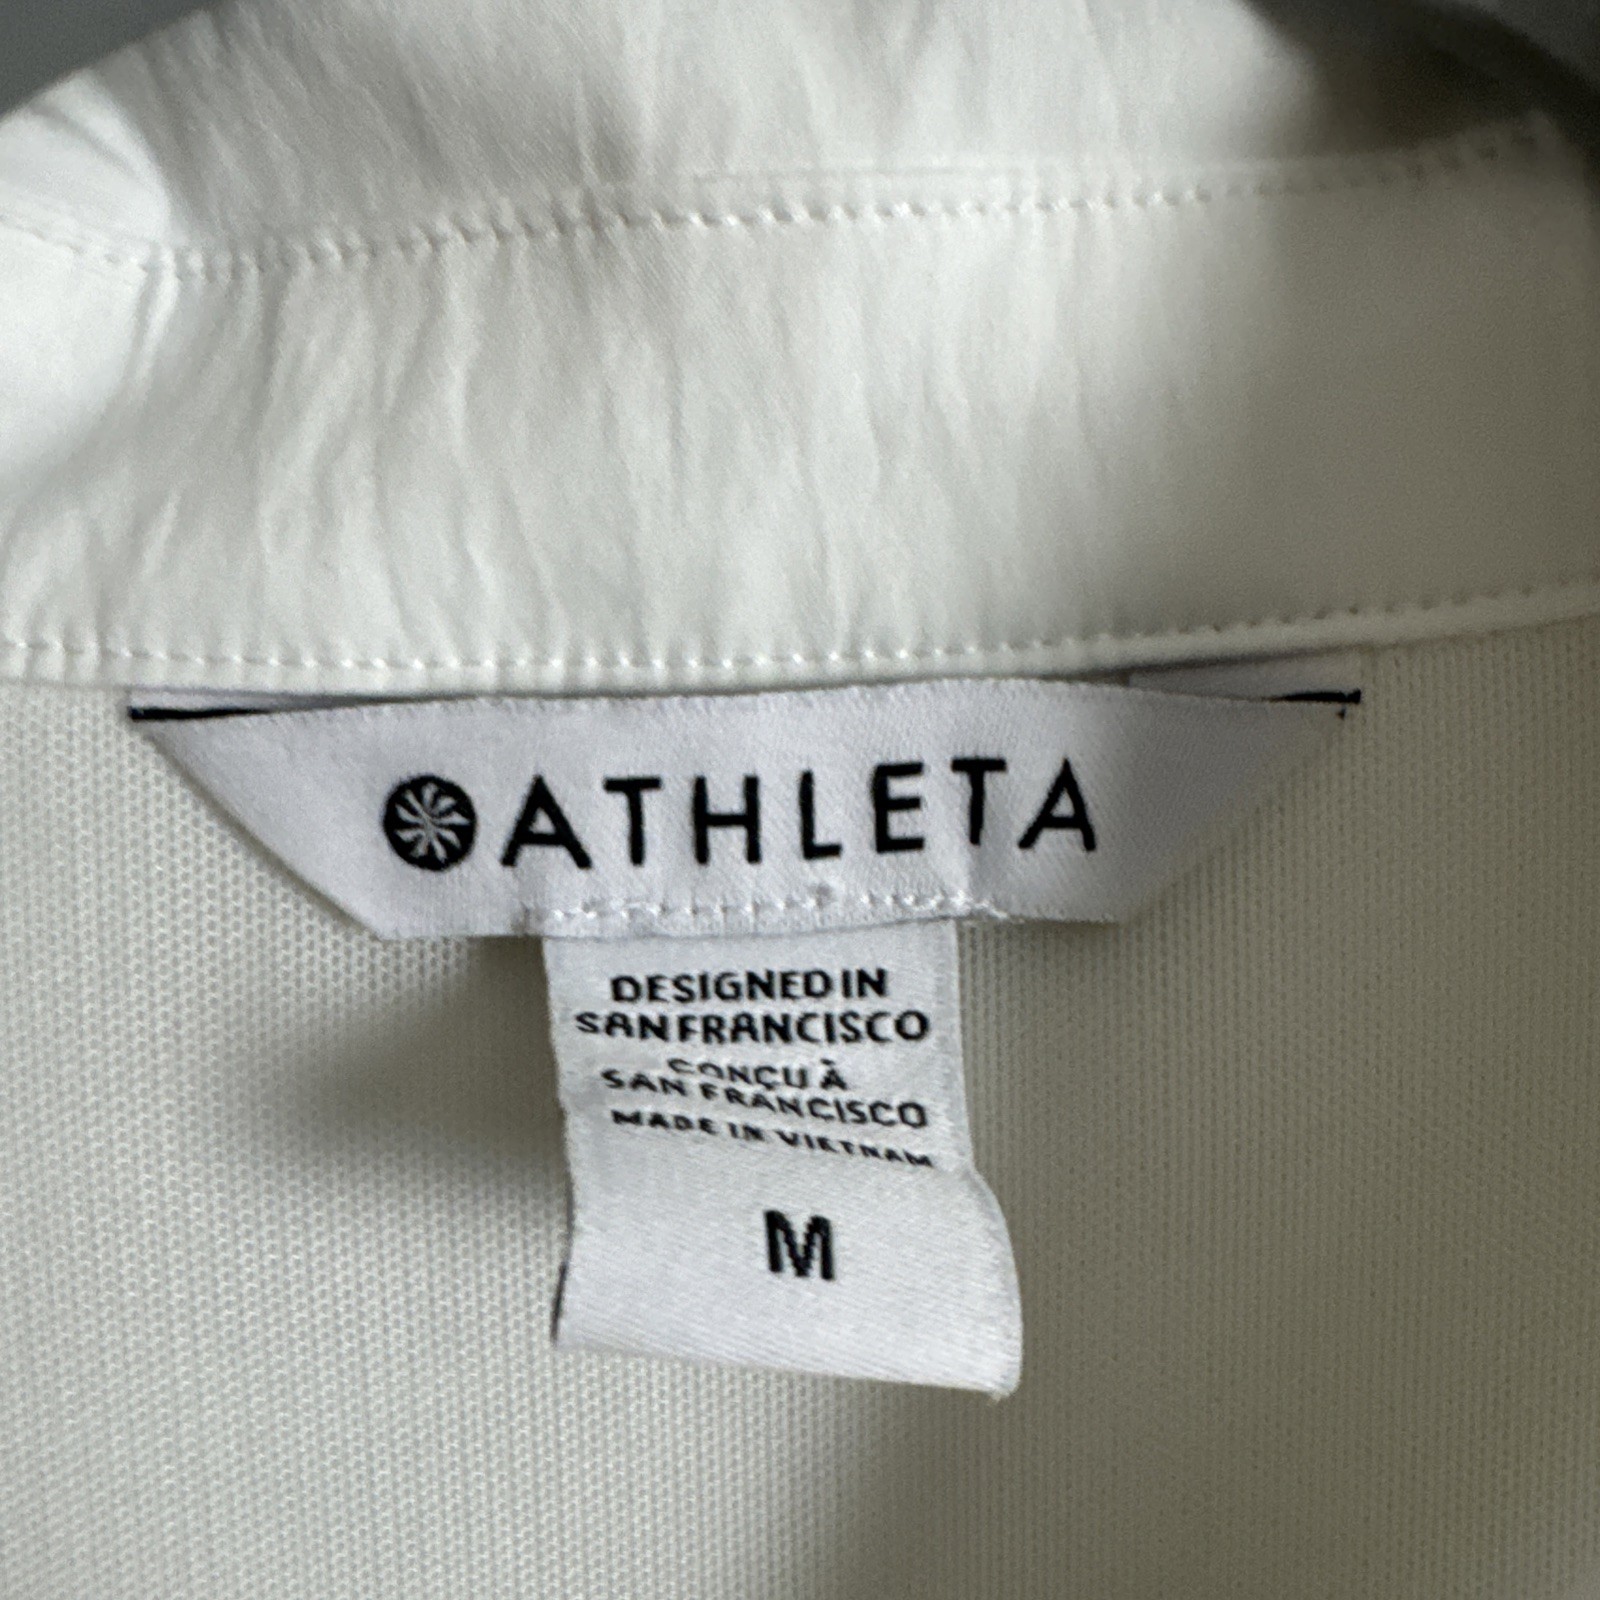 ATHLETA
DESIGNED IN
SAN FRANCISCO
CONÇU À
SAN FRANCISCO
MADE IN VIETNAM
M